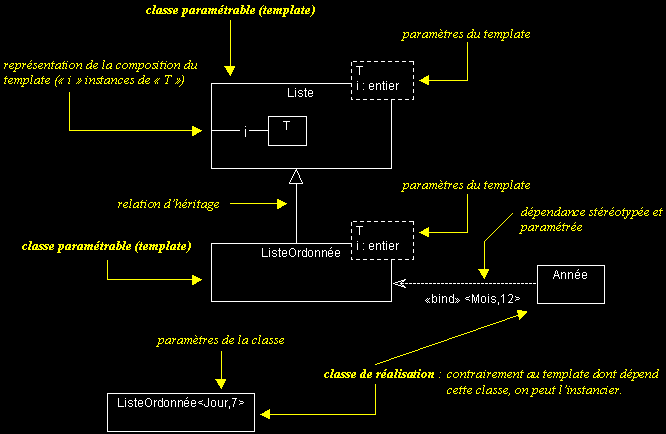 classe paramétrable (template)
paramètres du template
représentation de la composition du
template (« i » instances de « T »)
T
i : entier
Liste
i
T
relation d'héritage
paramètres du template
dépendance stéréotypée et
paramétrée
classe paramétrable (template)
T
i : entier
ListeOrdonnée
Année
«bind» <Mois,12>
paramètres de la classe
classe de réalisation : contrairement au template dont dépend
cette classe, on peut l'instancier.
ListeOrdonnée<Jour,7>